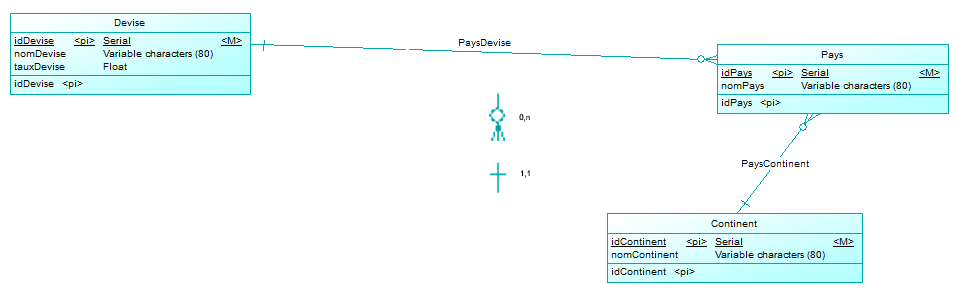 Devise
idDevise <pi> Serial <M>
nomDevise Variable characters (80)
tauxDevise Float
idDevise <pi>
PaysDevise
Pays
idPays <pi> Serial <M>
nomPays Variable characters (80)
idPays <pi>
0,n
1,1
PaysContinent
Continent
idContinent <pi> Serial <M>
nomContinent Variable characters (80)
idContinent <pi>